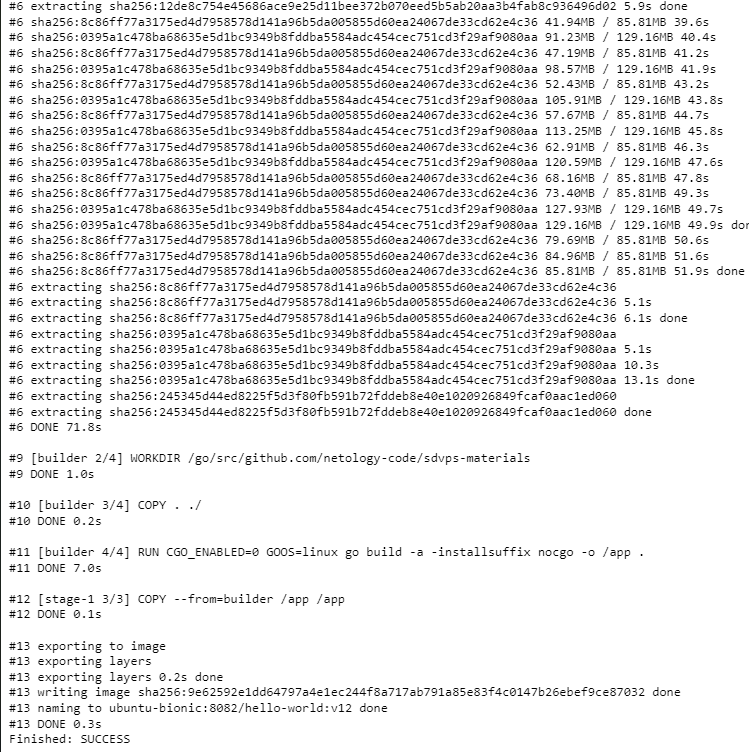 #6 extracting sha256:12de8c754e45686ace9e25d11bee372b070eed5b5ab20aa3b4fab8c936496d02 5.9s done
#6 sha256:8c86ff77a3175ed4d7958578d141a96b5da005855d60ea24067de33cd62e4c36 41.94MB / 85.81MB 39.6s
#6 sha256:0395a1c478ba68635e5d1bc9349b8fddba5584adc454cec751cd3f29af9080aa 91.23MB / 129.16MB 40.4s
#6 sha256:8c86ff77a3175ed4d7958578d141a96b5da005855d60ea24067de33cd62e4c36 47.19MB / 85.81MB 41.2s
#6 sha256:0395a1c478ba68635e5d1bc9349b8fddba5584adc454cec751cd3f29af9080aa 98.57MB / 129.16MB 41.9s
#6 sha256:8c86ff77a3175ed4d7958578d141a96b5da005855d60ea24067de33cd62e4c36 52.43MB / 85.81MB 43.2s
#6 sha256:0395a1c478ba68635e5d1bc9349b8fddba5584adc454cec751cd3f29af9080aa 105.91MB / 129.16MB 43.8s
#6 sha256:8c86ff77a3175ed4d7958578d141a96b5da005855d60ea24067de33cd62e4c36 57.67MB / 85.81MB 44.7s
#6 sha256:0395a1c478ba68635e5d1bc9349b8fddba5584adc454cec751cd3f29af9080aa 113.25MB / 129.16MB 45.8s
#6 sha256:8c86ff77a3175ed4d7958578d141a96b5da005855d60ea24067de33cd62e4c36 62.91MB / 85.81MB 46.3s
#6 sha256:0395a1c478ba68635e5d1bc9349b8fddba5584adc454cec751cd3f29af9080aa 120.59MB / 129.16MB 47.6s
#6 sha256:8c86ff77a3175ed4d7958578d141a96b5da005855d60ea24067de33cd62e4c36 68.16MB / 85.81MB 47.8s
#6 sha256:8c86ff77a3175ed4d7958578d141a96b5da005855d60ea24067de33cd62e4c36 73.40MB / 85.81MB 49.3s
#6 sha256:0395a1c478ba68635e5d1bc9349b8fddba5584adc454cec751cd3f29af9080aa 127.93MB / 129.16MB 49.7s
#6 sha256:0395a1c478ba68635e5d1bc9349b8fddba5584adc454cec751cd3f29af9080aa 129.16MB / 129.16MB 49.9s don
#6 sha256:8c86ff77a3175ed4d7958578d141a96b5da005855d60ea24067de33cd62e4c36 79.69MB / 85.81MB 50.6s
#6 sha256:8c86ff77a3175ed4d7958578d141a96b5da005855d60ea24067de33cd62e4c36 84.96MB / 85.81MB 51.6s
#6 sha256:8c86ff77a3175ed4d7958578d141a96b5da005855d60ea24067de33cd62e4c36 85.81MB / 85.81MB 51.9s done
#6 extracting sha256:8c86ff77a3175ed4d7958578d141a96b5da005855d60ea24067de33cd62e4c36
#6 extracting sha256:8c86ff77a3175ed4d7958578d141a96b5da005855d60ea24067de33cd62e4c36 5.1s
#6 extracting sha256:8c86ff77a3175ed4d7958578d141a96b5da005855d60ea24067de33cd62e4c36 6.1s done
#6 extracting sha256:0395a1c478ba68635e5d1bc9349b8fddba5584adc454cec751cd3f29af9080aa
#6 extracting sha256:0395a1c478ba68635e5d1bc9349b8fddba5584adc454cec751cd3f29af9080aa 5.1s
#6 extracting sha256:0395a1c478ba68635e5d1bc9349b8fddba5584adc454cec751cd3f29af9080aa 10.3s
#6 extracting sha256:0395a1c478ba68635e5d1bc9349b8fddba5584adc454cec751cd3f29af9080aa 13.1s done
#6 extracting sha256:245345d44ed8225f5d3f80fb591b72fddeb8e40e1020926849fcaf0aac1ed060
#6 extracting sha256:245345d44ed8225f5d3f80fb591b72fddeb8e40e1020926849fcaf0aac1ed060 done
#6 DONE 71.8s
#9 [builder 2/4] WORKDIR /go/src/github.com/netology-code/sdvps-materials
#9 DONE 1.0s
#10 [builder 3/4] COPY . ./
#10 DONE 0.2s
#11 [builder 4/4] RUN CGO_ENABLED=0 GOOS=linux go build -a -installsuffix nocgo -o /app .
#11 DONE 7.0s
#12 [stage-1 3/3] COPY --from=builder /app /app
#12 DONE 0.1s
#13 exporting to image
#13 exporting layers
#13 exporting layers 0.2s done
#13 writing image sha256:9e62592e1dd64797a4e1ec244f8a717ab791a85e83f4c0147b26ebef9ce87032 done
#13 naming to ubuntu-bionic:8082/hello-world:v12 done
#13 DONE 0.3s
Finished: SUCCESS